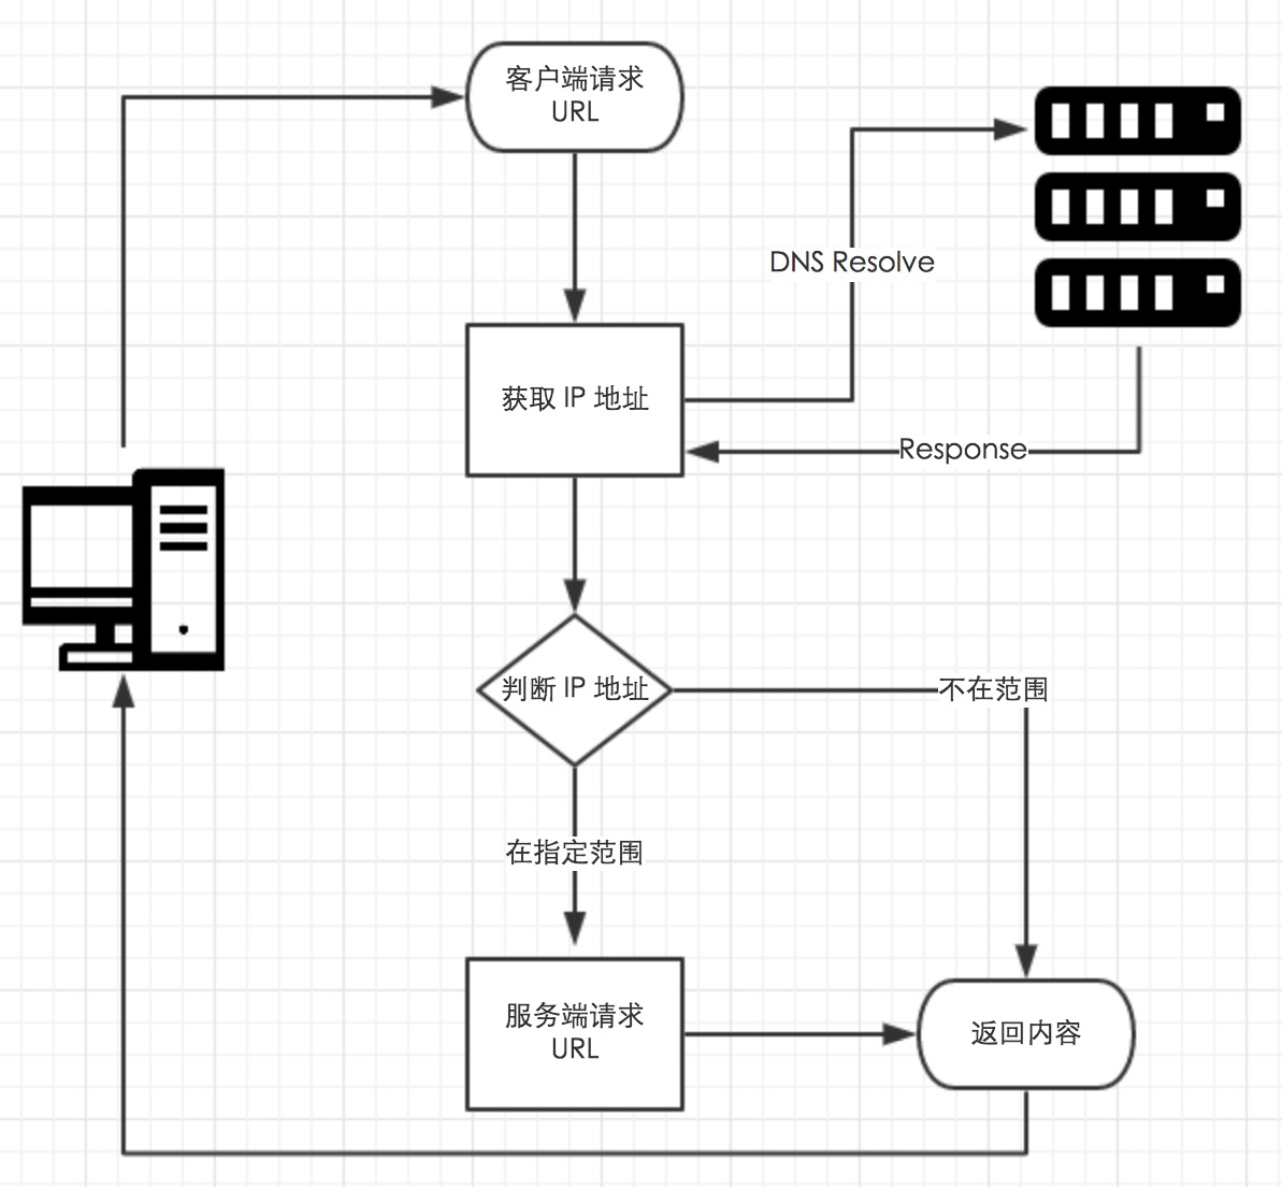 客户端请求
URL
DNS Resolve
获取 IP 地址
Response
判断 IP 地址
不在范围
在指定范围
服务端请求
URL
返回内容